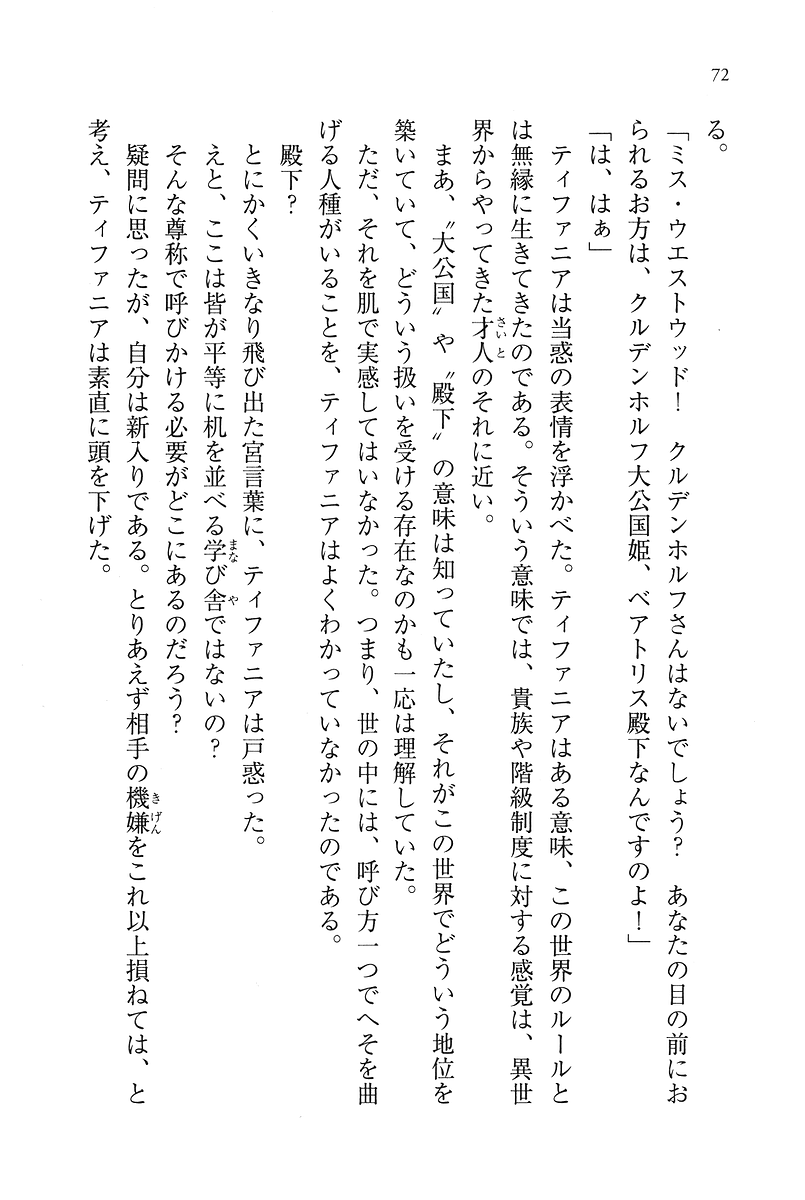 72
る。
「ミス・ウエストウッド！　クルデンホルフさんはないでしょう？　あなたの目の前にお
られるお方は、クルデンホルフ大公国姫、ベアトリス殿下なんですのよ！」
「は、はぁ」
　ティファニアは当惑の表情を浮かべた。ティファニアはある意味、この世界のルールと
は無縁に生きてきたのである。そういう意味では、貴族や階級制度に対する感覚は、異世
界からやってきた才人のそれに近い。
さいと
　まあ、〝大公国〟や〝殿下〟の意味は知っていたし、それがこの世界でどういう地位を
築いていて、どういう扱いを受ける存在なのかも一応は理解していた。
　ただ、それを肌で実感してはいなかった。つまり、世の中には、呼び方一つでへそを曲
げる人種がいることを、ティファニアはよくわかっていなかったのである。
　殿下？
　とにかくいきなり飛び出た宮言葉に、ティファニアは戸惑った。
　えと、ここは皆が平等に机を並べる学び舎ではないの？
まな　や
　そんな尊称で呼びかける必要がどこにあるのだろう？
　疑問に思ったが、自分は新入りである。とりあえず相手の機嫌をこれ以上損ねては、と
きげん
考え、ティファニアは素直に頭を下げた。